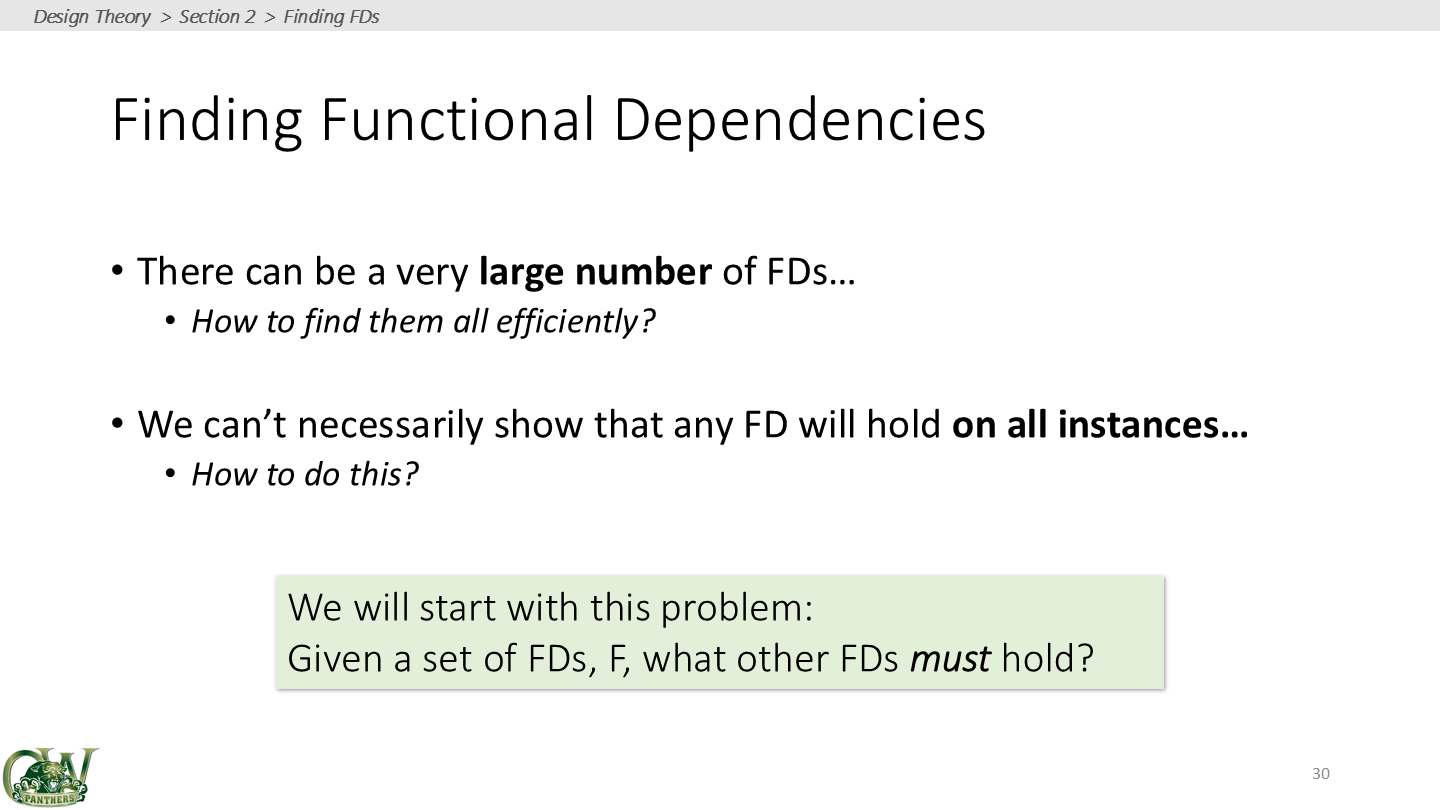 Design Theory > Section 2 > Finding FDs
Finding Functional Dependencies
• There can be a very large number of FDs…
• How to find them all efficiently?
• We can’t necessarily show that any FD will hold on all instances…
• How to do this?
We will start with this problem:
Given a set of FDs, F, what other FDs must hold?
OW
PANTHERS
30